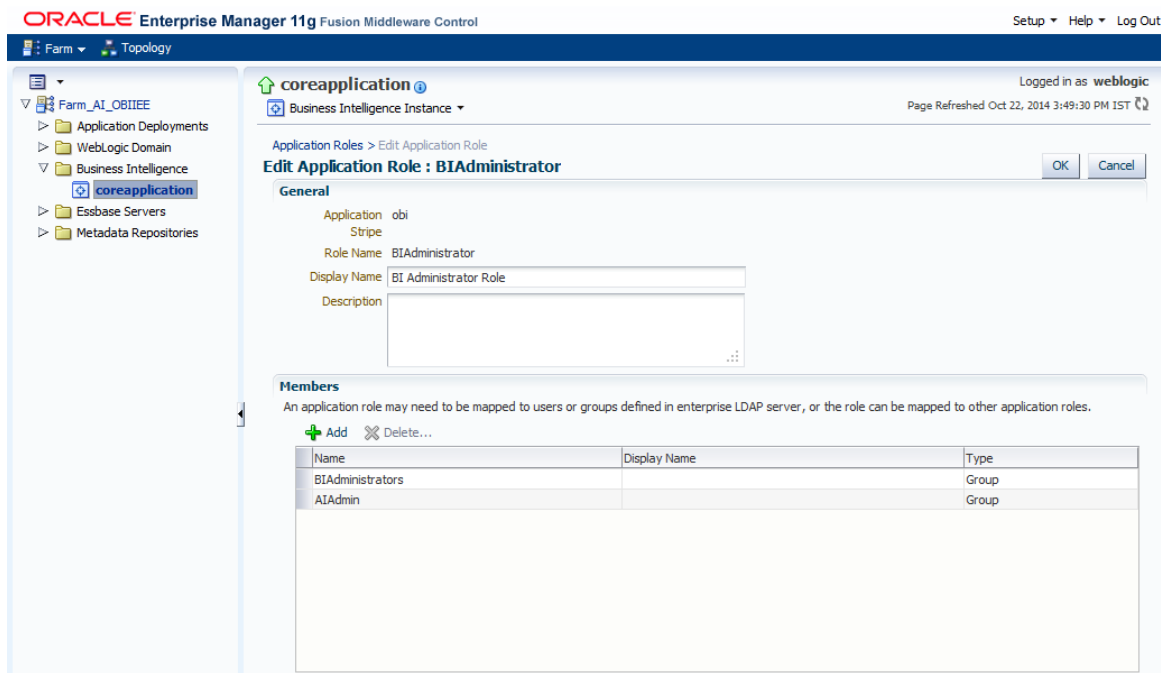 ORACLE Enterprise Manager 11g Fusion Middleware Control
Setup Help Log Out
Farm Topology
Farm_AI_OBIIEE
Application Deployments
WebLogic Domain
Business Intelligence
coreapplication
Essbase Servers
Metadata Repositories
coreapplication
Logged in as weblogic
Business Intelligence Instance
Page Refreshed Oct 22, 2014 3:49:30 PM IST
Application Roles > Edit Application Role
Edit Application Role : BIAdministrator
OK Cancel
General
Application Stripe obi
Role Name BIAdministrator
Display Name BI Administrator Role
Description
Members
An application role may need to be mapped to users or groups defined in enterprise LDAP server, or the role can be mapped to other application roles.
Add Delete...
Name Display Name Type
BIAdministrators Group
AIAdmin Group